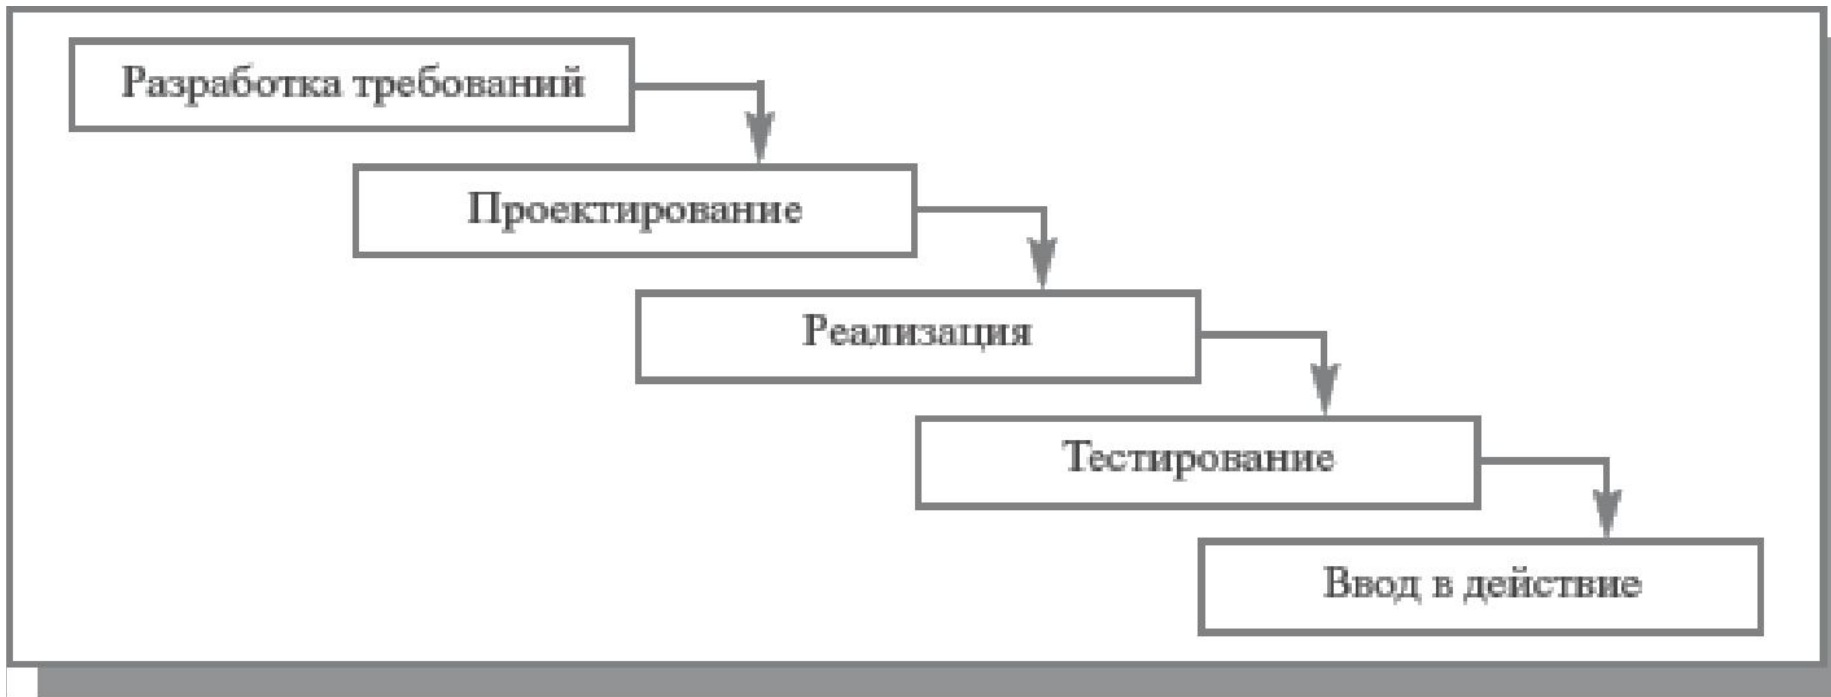 Разработка требований
Проектирование
Реализация
Тестирование
Ввод в действие